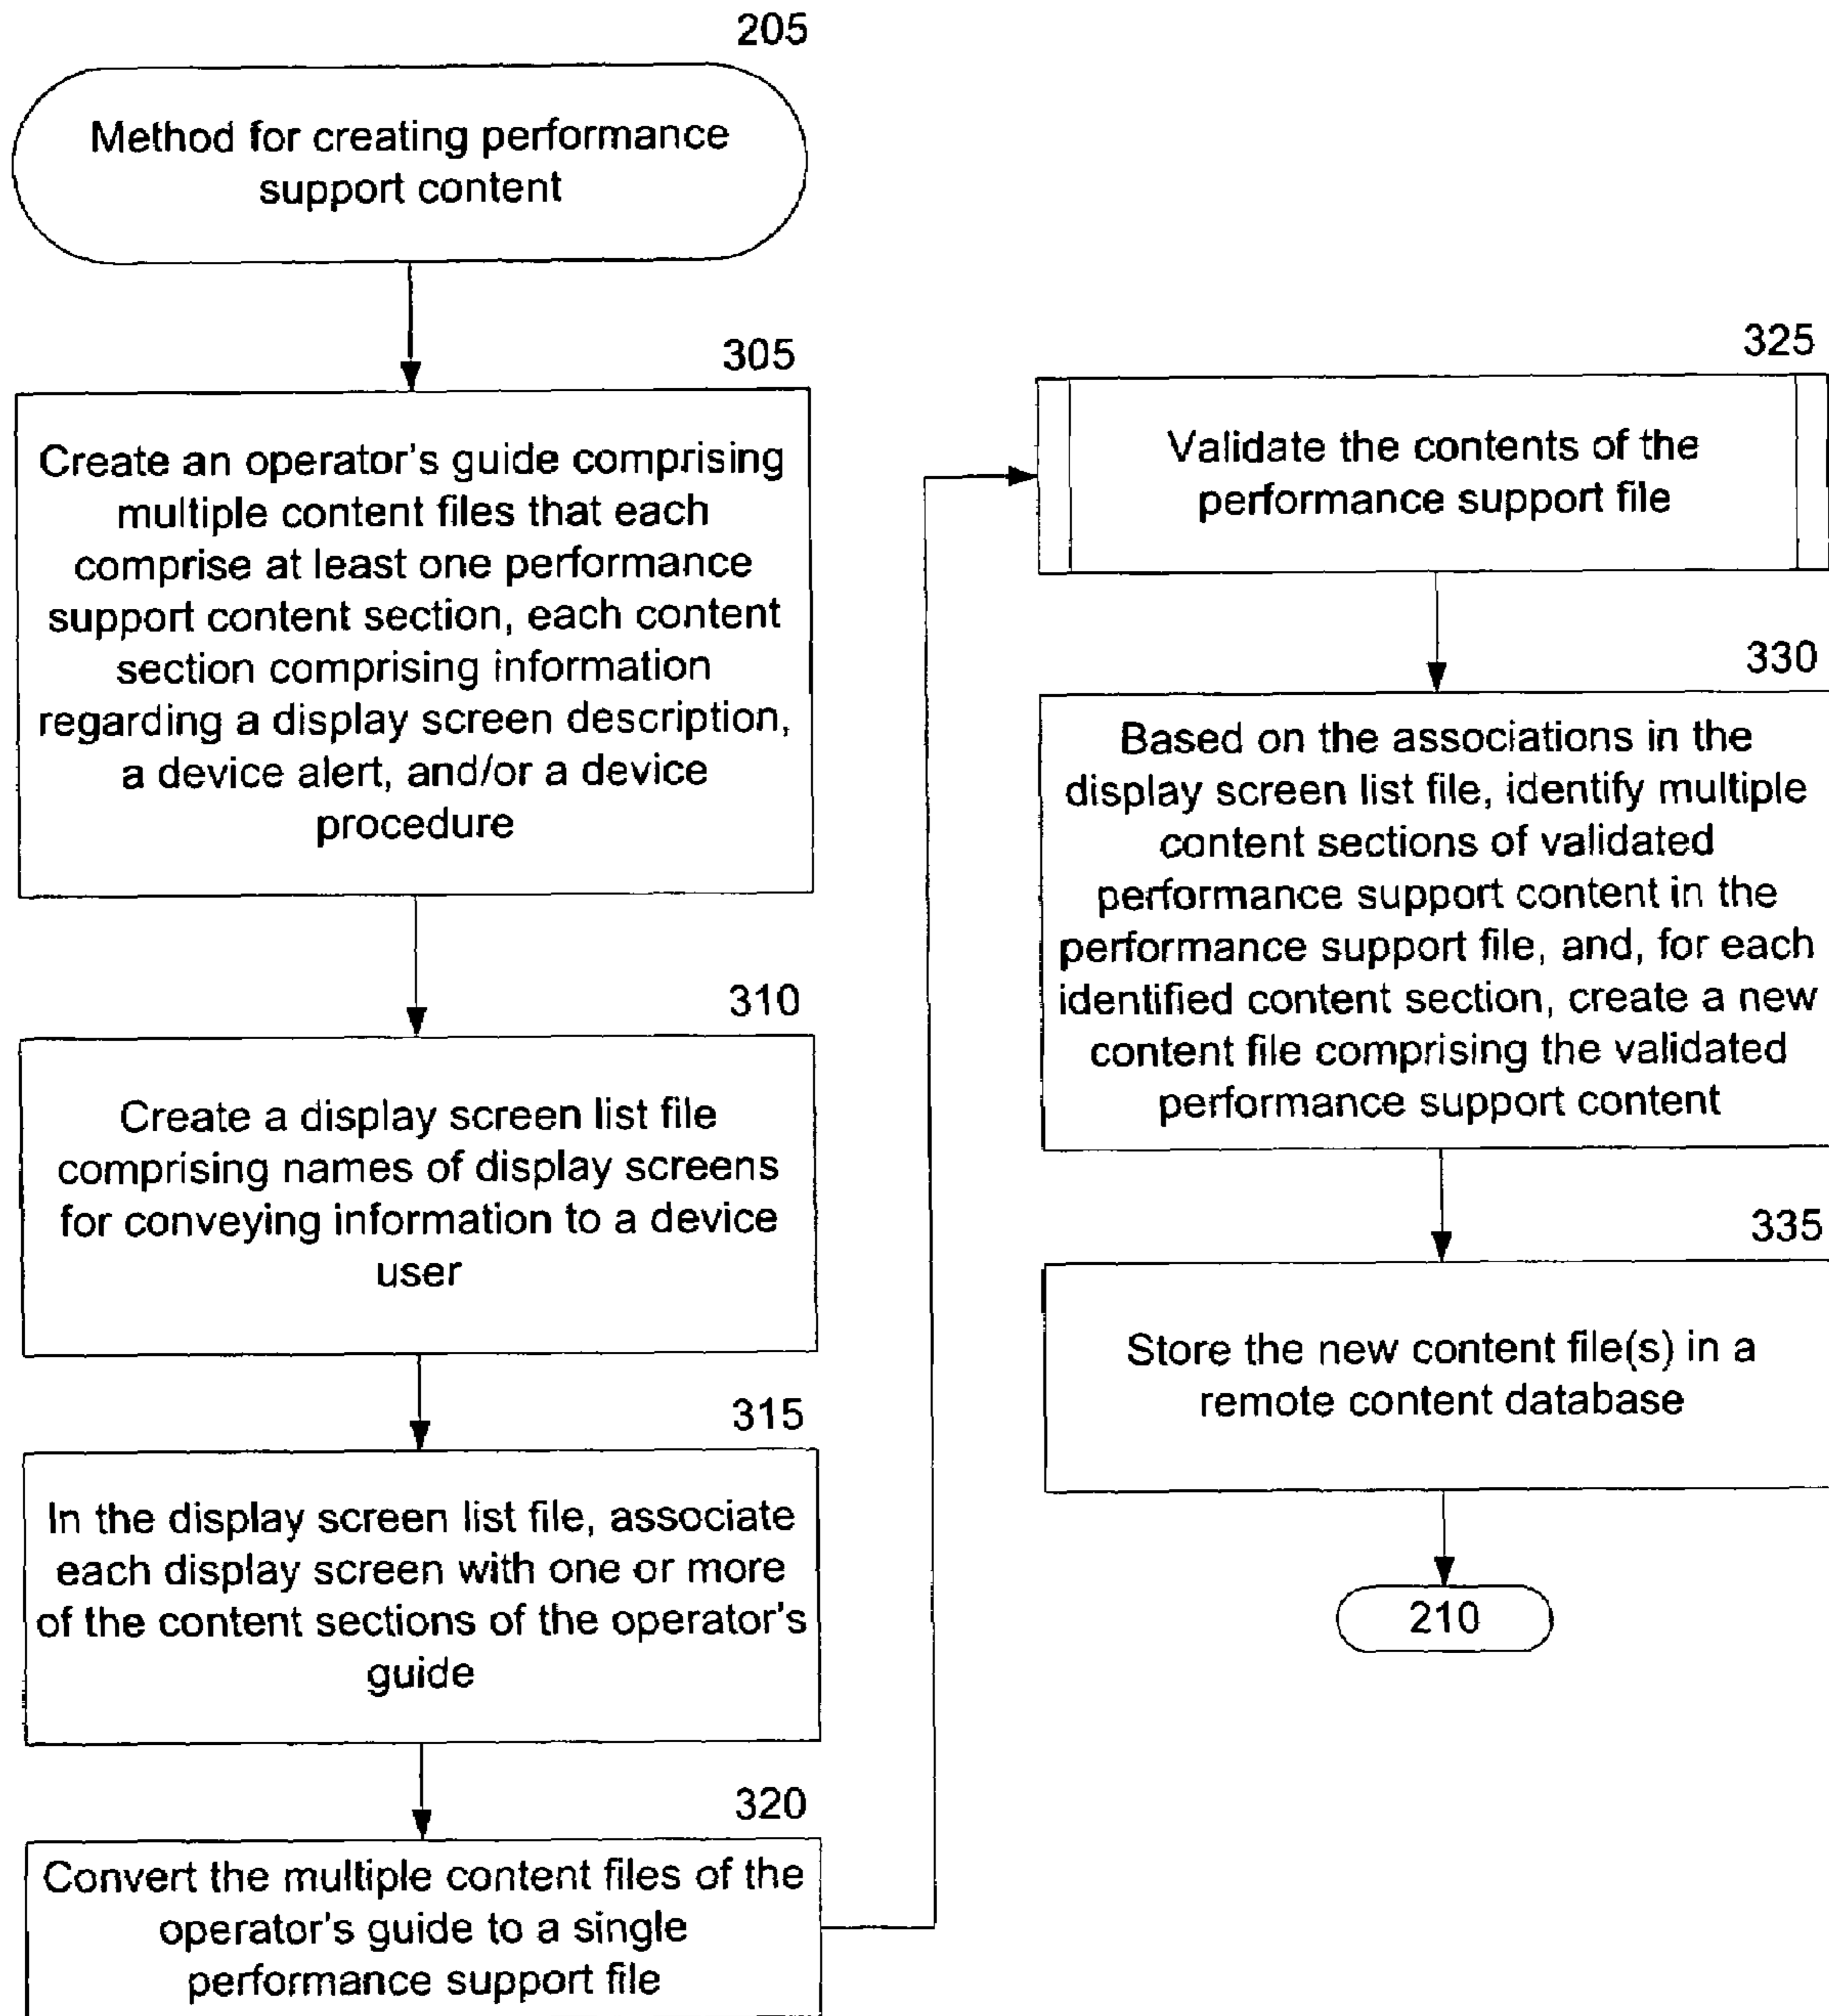 205
Method for creating performance
support content
305
Create an operator's guide comprising
multiple content files that each
comprise at least one performance
support content section, each content
section comprising information
regarding a display screen description,
a device alert, and/or a device
procedure
310
Create a display screen list file
comprising names of display screens
for conveying information to a device
user
315
In the display screen list file, associate
each display screen with one or more
of the content sections of the operator's
guide
320
Convert the multiple content files of the
operator's guide to a single
performance support file
325
Validate the contents of the
performance support file
330
Based on the associations in the
display screen list file, identify multiple
content sections of validated
performance support content in the
performance support file, and, for each
identified content section, create a new
content file comprising the validated
performance support content
335
Store the new content file(s) in a
remote content database
210